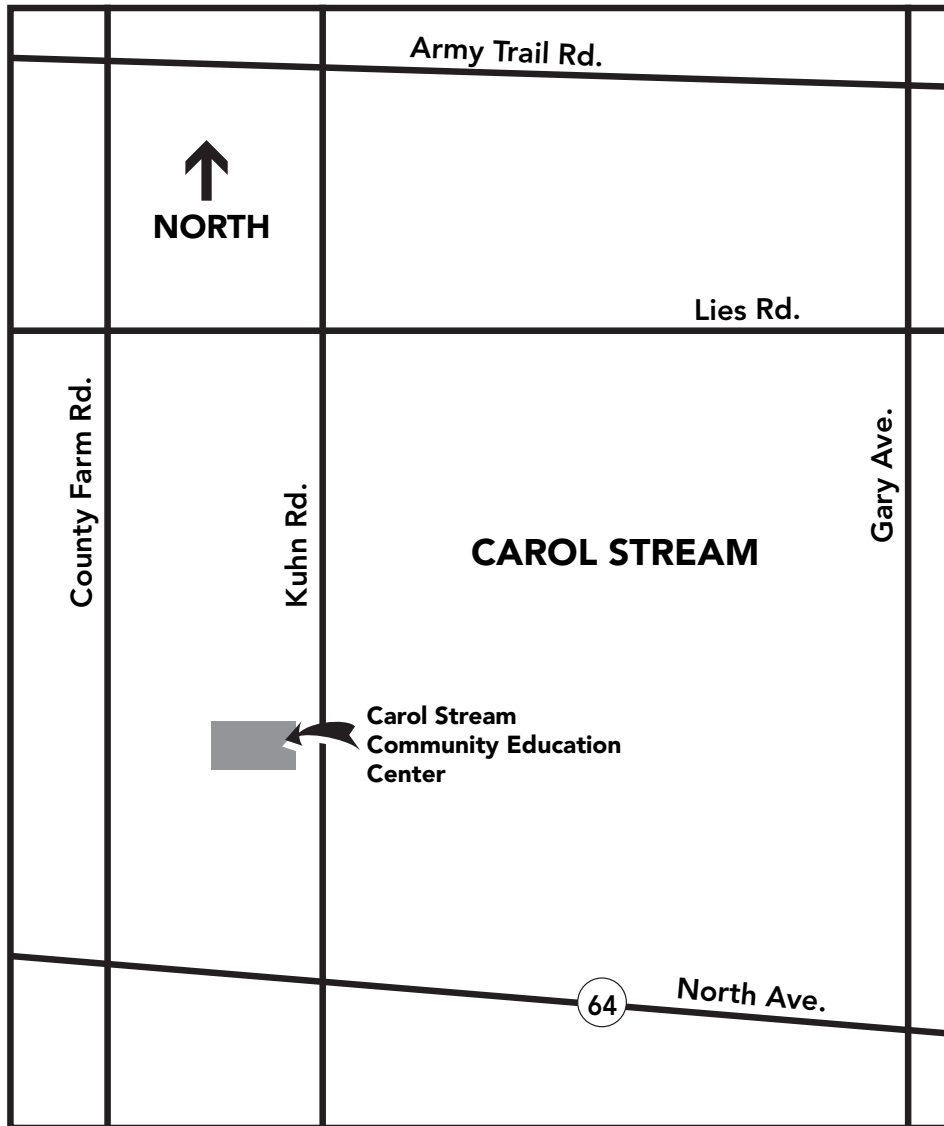 Army Trail Rd.
NORTH
Lies Rd.
County Farm Rd.
Kuhn Rd.
Gary Ave.
CAROL STREAM
Carol Stream
Community Education
Center
North Ave.
64